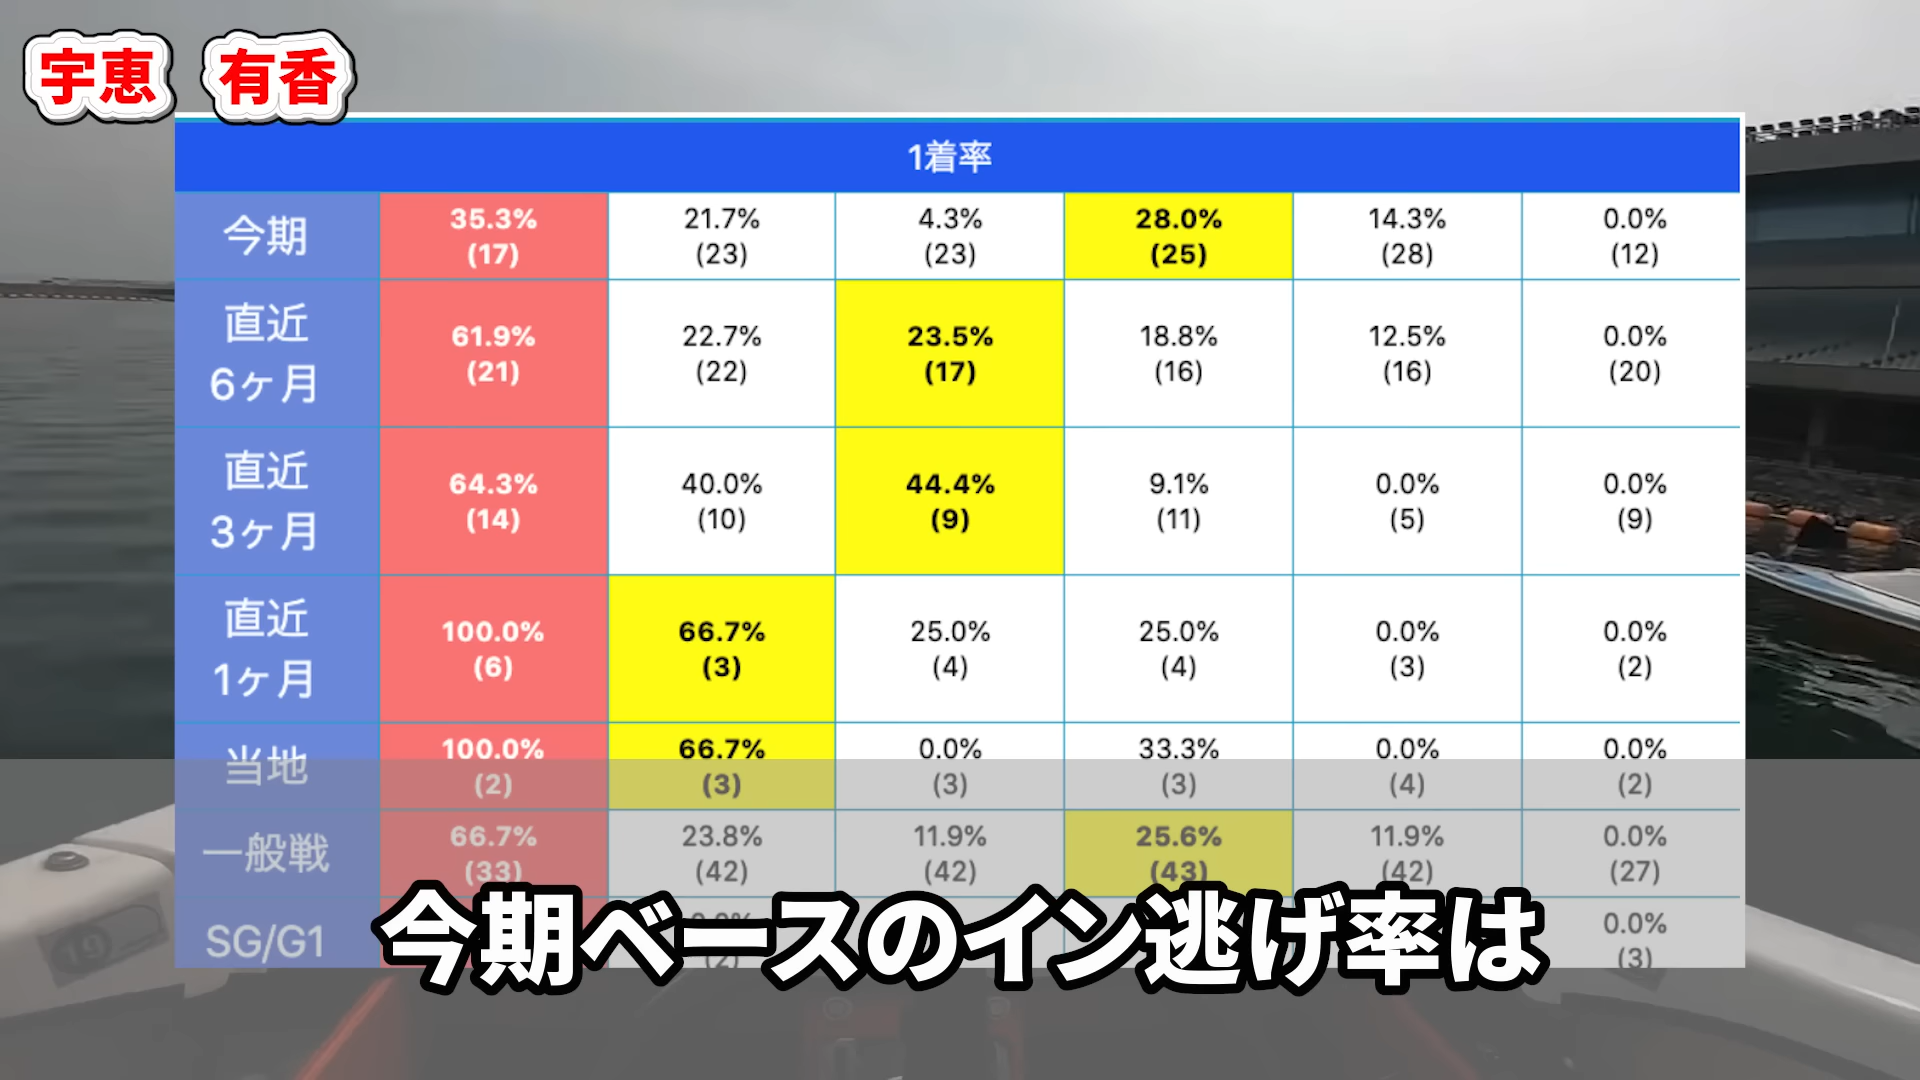 宇恵 有香
1着率
今期 35.3% 21.7% 4.3% 28.0% 14.3% 0.0%
(17) (23) (23) (25) (28) (12)
直近
6ヶ月 61.9% 22.7% 23.5% 18.8% 12.5% 0.0%
(21) (22) (17) (16) (16) (20)
直近
3ヶ月 64.3% 40.0% 44.4% 9.1% 0.0% 0.0%
(14) (10) (9) (11) (5) (9)
直近
1ヶ月 100.0% 66.7% 25.0% 25.0% 0.0% 0.0%
(6) (3) (4) (4) (3) (2)
当地 100.0% 66.7% 0.0% 33.3% 0.0% 0.0%
(2) (3) (3) (3) (4) (2)
一般戦 66.7% 23.8% 11.9% 25.6% 11.9% 0.0%
(33) (42) (42) (43) (42) (27)
SG/G1 0.0%
(2) (3)
今期ベースのイン逃げ率は